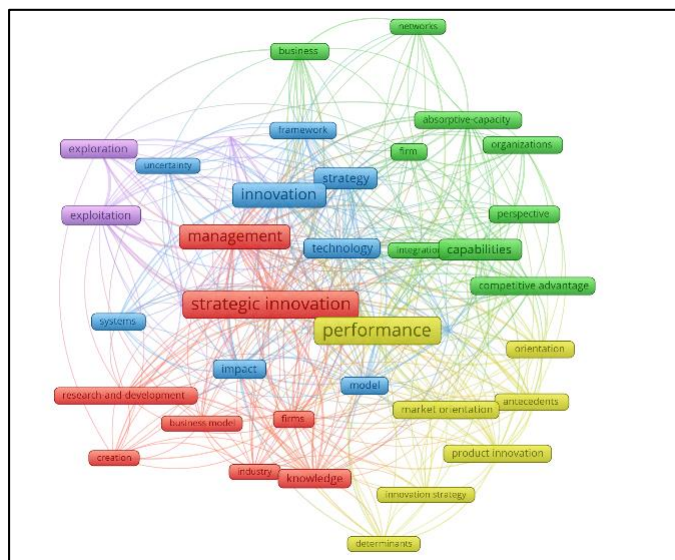 networks
business
absorptive-capacity
framework
organizations
exploration
firm
uncertainty
strategy
innovation
exploitation
perspective
management
technology
integration
capabilities
competitive advantage
strategic innovation
systems
performance
orientation
impact
model
research and development
antecedents
market orientation
business model
firms
product innovation
creation
industry
knowledge
innovation strategy
determinants